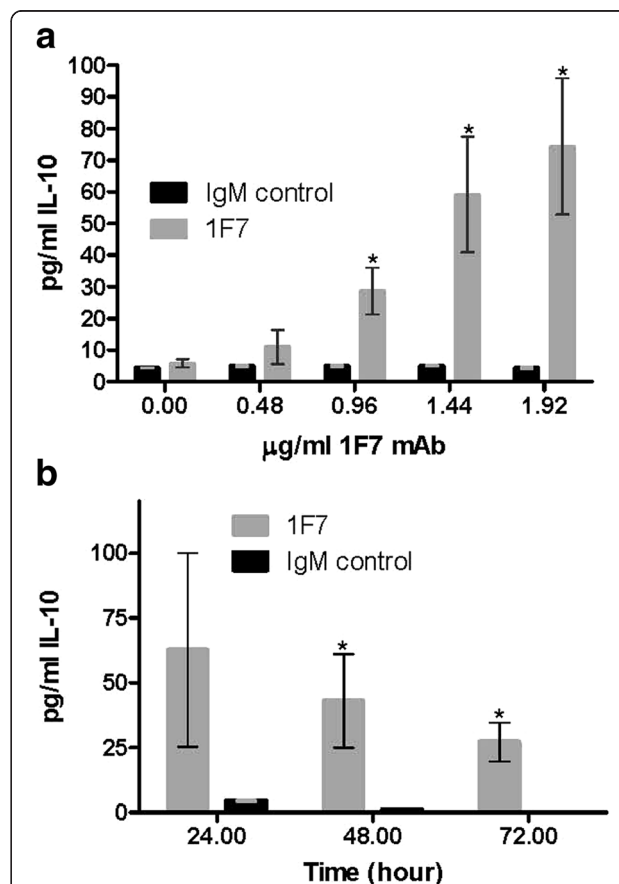 a
pg/ml IL-10
100
90
80
70
60
50
40
30
20
10
0
IgM control
1F7
*
*
*
0.00 0.48 0.96 1.44 1.92
μg/ml 1F7 mAb
b
pg/ml IL-10
100
75
50
25
0
1F7
IgM control
*
*
24.00 48.00 72.00
Time (hour)